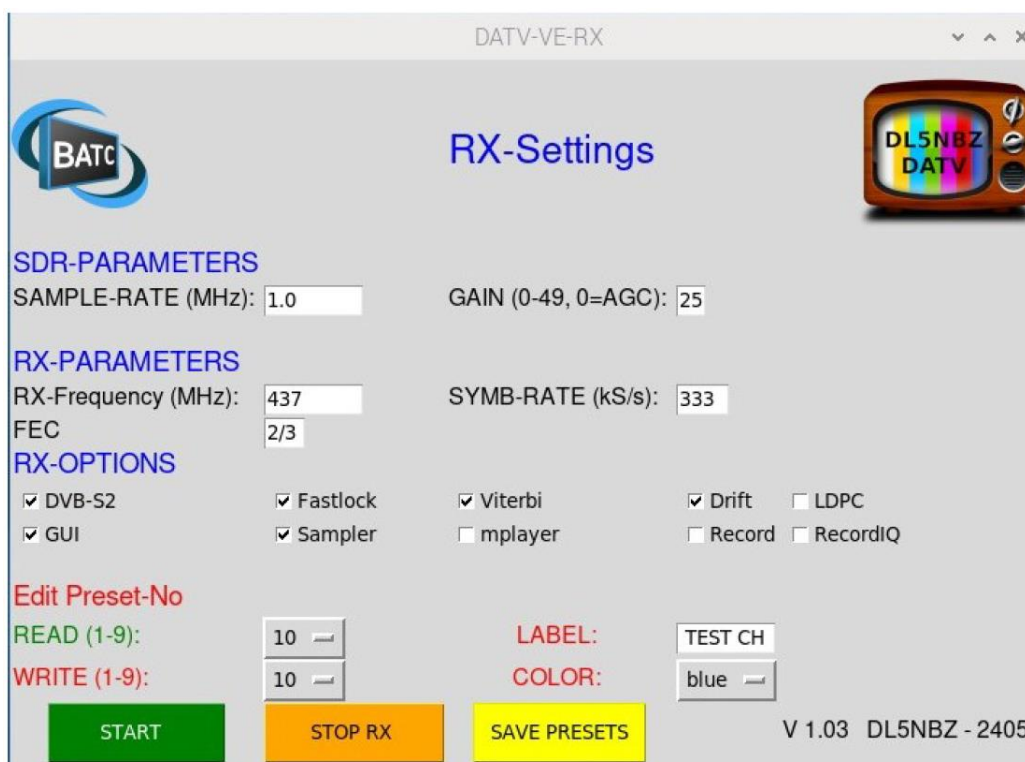 DATV-VE-RX
BATC
RX-Settings
DL5NBZ
DATV
SDR-PARAMETERS
SAMPLE-RATE (MHz): 1.0 GAIN (0-49, 0=AGC): 25
RX-PARAMETERS
RX-Frequency (MHz): 437 SYMB-RATE (kS/s): 333
FEC 2/3
RX-OPTIONS
DVB-S2 Fastlock Viterbi Drift LDPC
GUI Sampler mplayer Record RecordIQ
Edit Preset-No
READ (1-9): 10 LABEL: TEST CH
WRITE (1-9): 10 COLOR: blue
START STOP RX SAVE PRESETS V 1.03 DL5NBZ - 2405